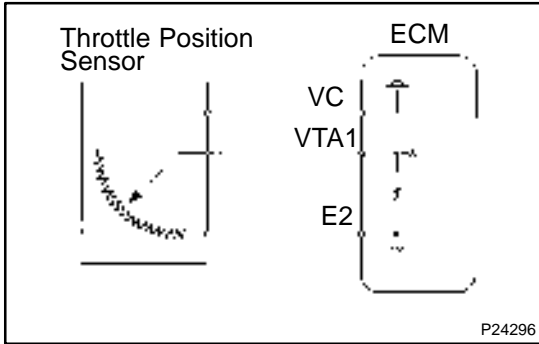 Throttle Position
Sensor
ECM
VC
VTA1
E2
P24296